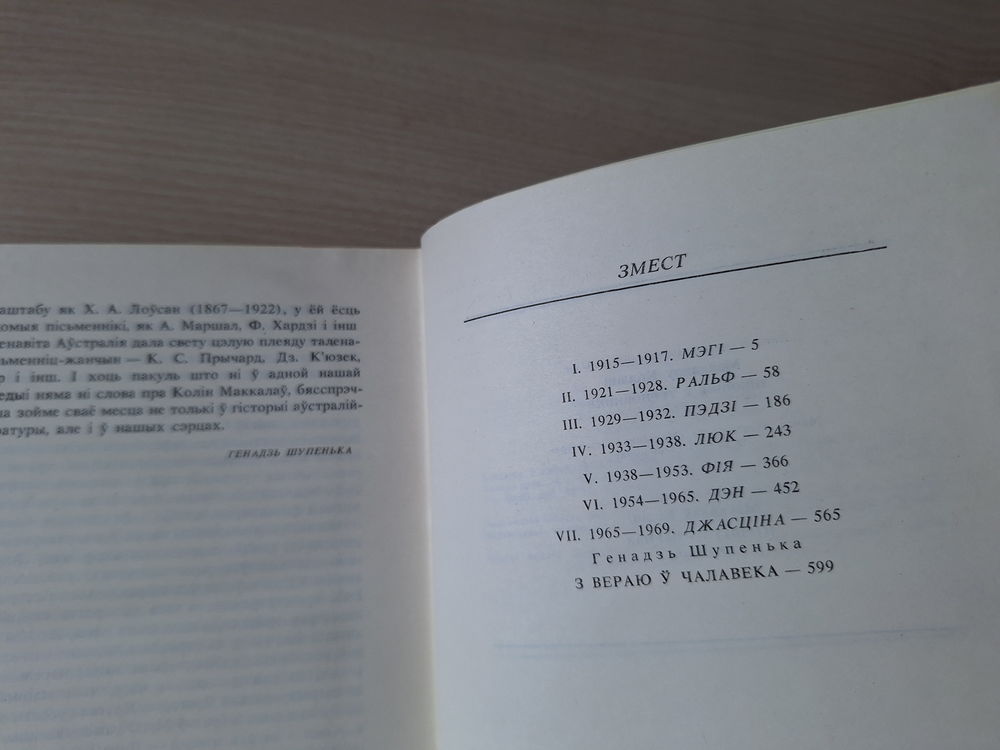 аштабу як Х. А. Лоўсан (1867—1922), у ёй ёсць
омыя пісьменнікі, як А. Маршал, Ф. Хардзі і інш
енавіта Аўстралія дала свету цэлую плеяду тална-
ьменніц-жанчын — К. С. Прычард, Дз. К'юзек,
р і інш. І хоць пакуль што ні ў адной нашай
едыі няма ні слова пра Колін Маккалаў, бясспрэч-
на зойме сваё месца не толькі ў гісторыі аўстралій-
ратуры, але і ў нашых сэрцах.
ГЕНАДЗЬ ШУПЕНЬКА
ЗМЕСТ
I. 1915—1917. МЭГІ — 5
II. 1921—1928. РАЛЬФ — 58
III. 1929—1932. ПЭДЗІ — 186
IV. 1933—1938. ЛЮК — 243
V. 1938—1953. ФІЯ — 366
VI. 1954—1965. ДЭН — 452
VII. 1965—1969. ДЖАСЦІНА — 565
Генадзь Шупенька
З ВЕРАЮ Ў ЧАЛАВЕКА — 599